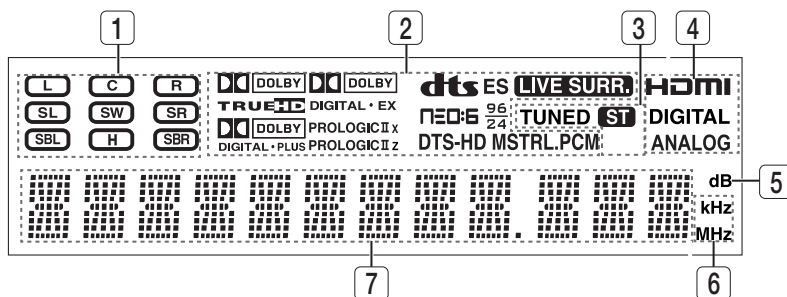 1 2 3 4
L C R
SL SW SR
SBL H SBR
DOLBY DOLBY
TRUEHD DIGITAL・EX
DOLBY PROLOGICII x
DIGITAL・PLUS PROLOGICII z
dts ES LIVE SURR.
NEO:6 96/24 TUNED ST
DTS-HD MSTRL.PCM
HDMI
DIGITAL
ANALOG
dB 5
kHz
MHz
7 6